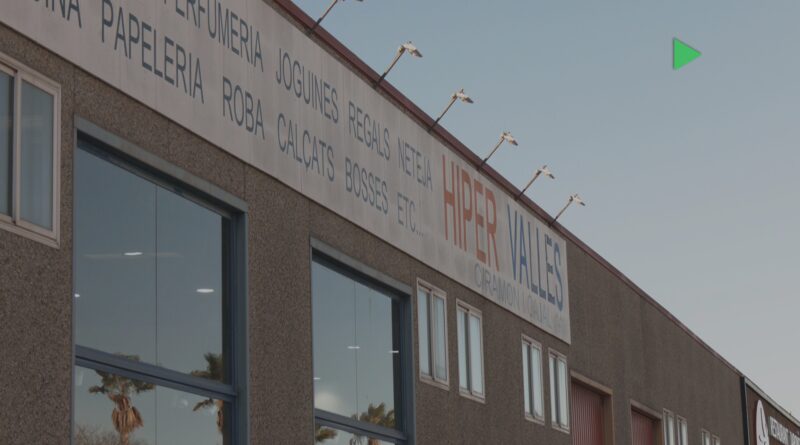 PERFUMERIA JOGUINES REGALS NETEJA
PAPELERIA ROBA CALÇATS BOSSES ETC...
HIPER VALLES